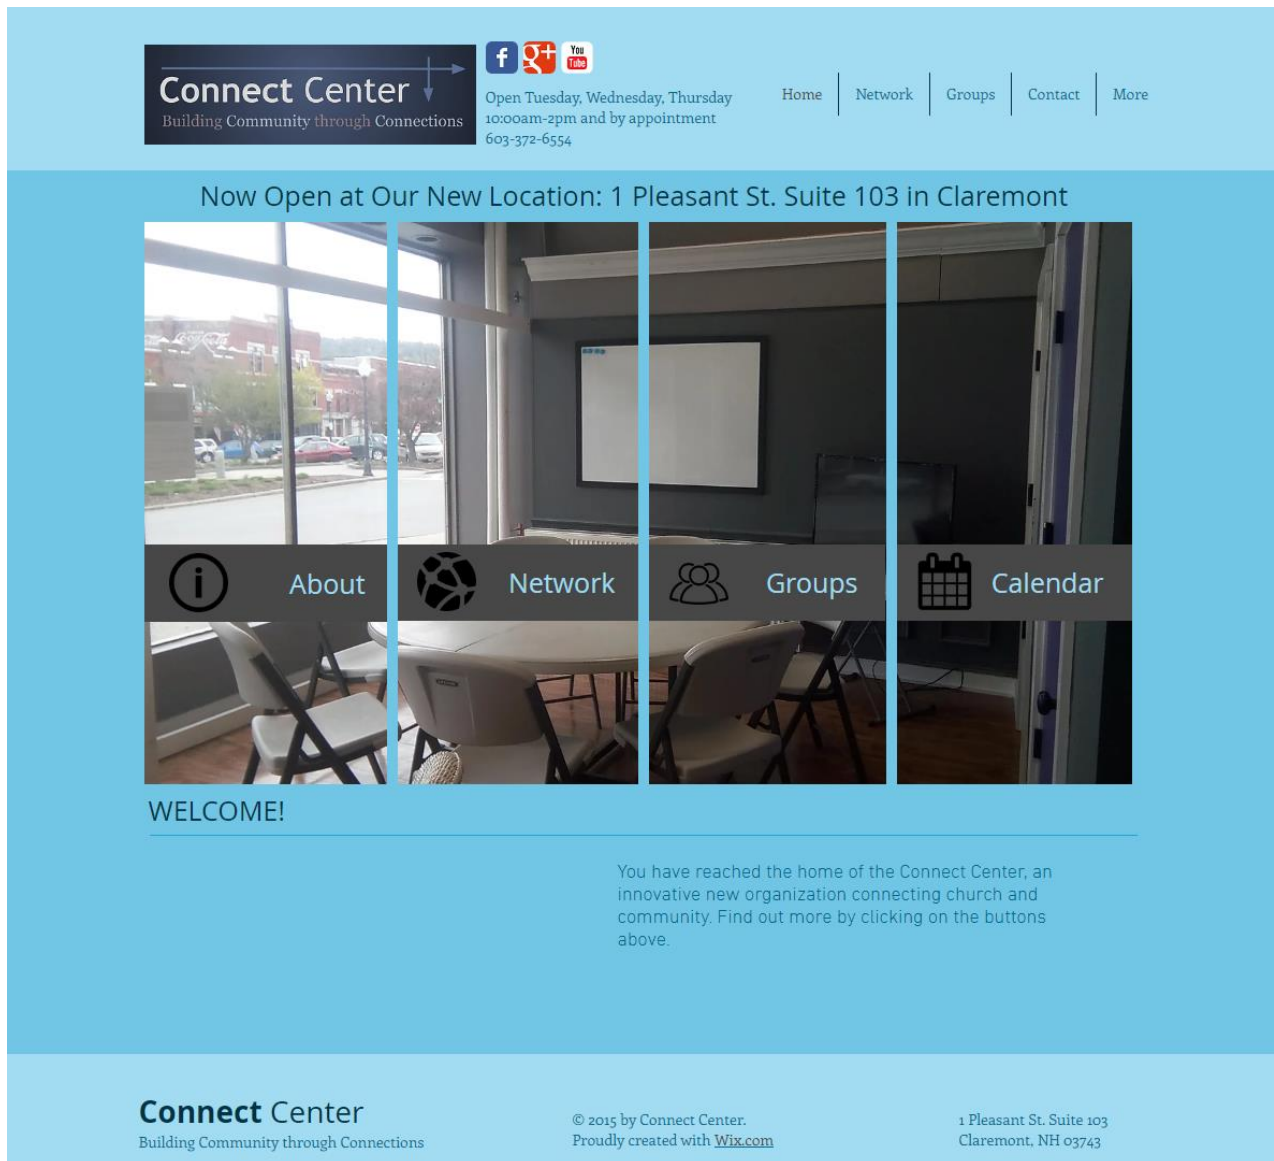 Connect Center
Building Community through Connections
f
g+
You
Tube
Open Tuesday, Wednesday, Thursday
10:00am-2pm and by appointment
603-372-6554
Home
Network
Groups
Contact
More
Now Open at Our New Location: 1 Pleasant St. Suite 103 in Claremont
Coca-Cola
i
About
Network
Groups
Calendar
WELCOME!
You have reached the home of the Connect Center, an
innovative new organization connecting church and
community. Find out more by clicking on the buttons
above.
Connect Center
Building Community through Connections
© 2015 by Connect Center.
Proudly created with Wix.com
1 Pleasant St. Suite 103
Claremont, NH 03743